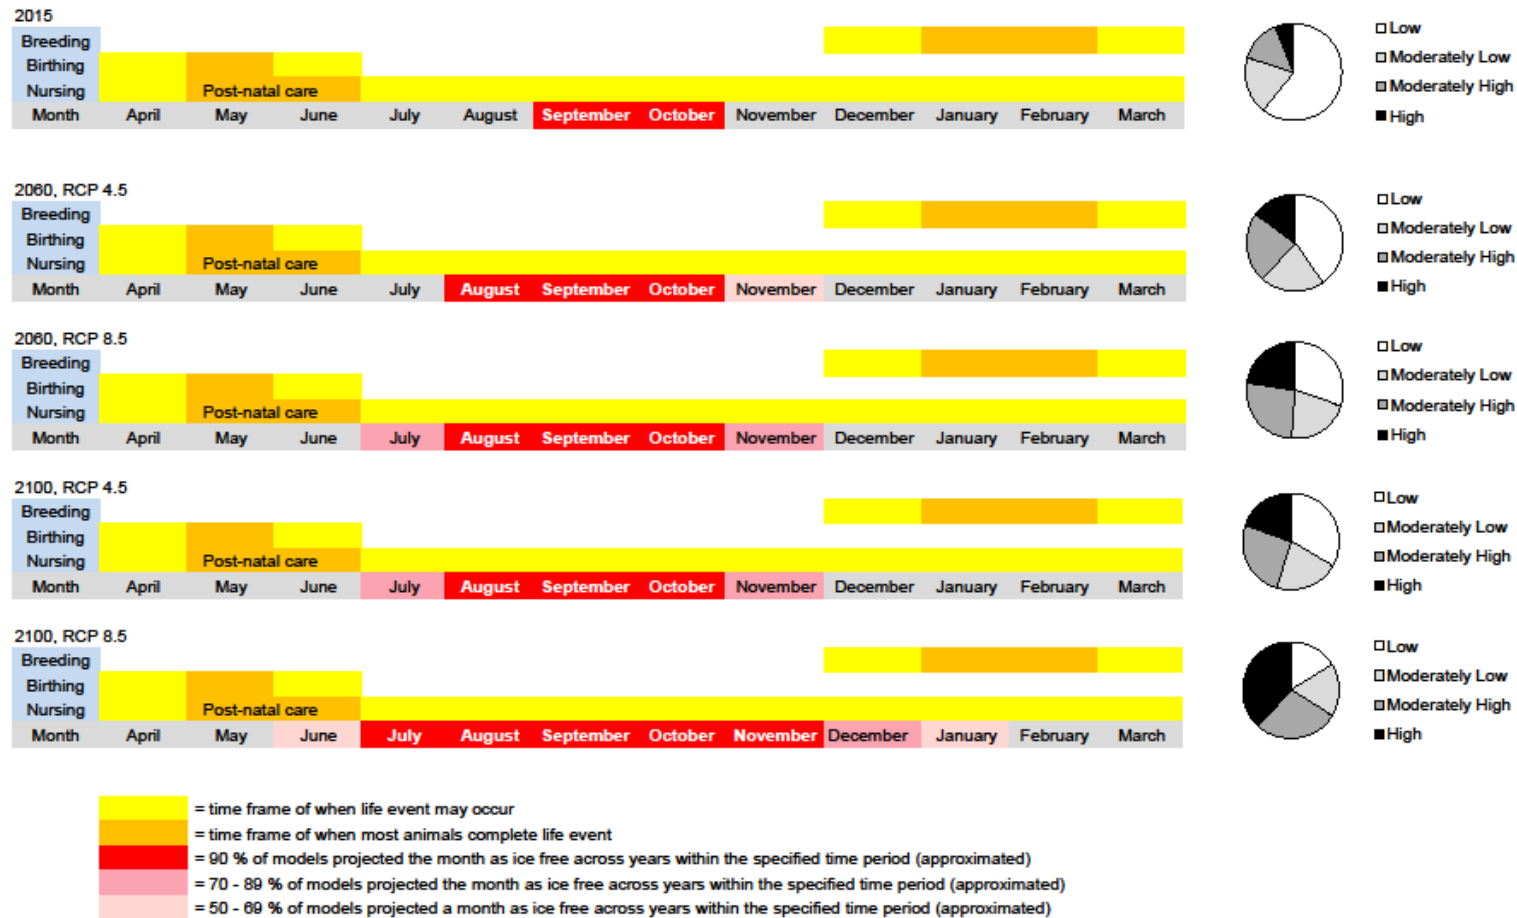 2015
Breeding
Birthing
Nursing Post-natal care
Month April May June July August September October November December January February March
Low
Moderately Low
Moderately High
High
2060, RCP 4.5
Breeding
Birthing
Nursing Post-natal care
Month April May June July August September October November December January February March
Low
Moderately Low
Moderately High
High
2060, RCP 8.5
Breeding
Birthing
Nursing Post-natal care
Month April May June July August September October November December January February March
Low
Moderately Low
Moderately High
High
2100, RCP 4.5
Breeding
Birthing
Nursing Post-natal care
Month April May June July August September October November December January February March
Low
Moderately Low
Moderately High
High
2100, RCP 8.5
Breeding
Birthing
Nursing Post-natal care
Month April May June July August September October November December January February March
Low
Moderately Low
Moderately High
High
= time frame of when life event may occur
= time frame of when most animals complete life event
= 90 % of models projected the month as ice free across years within the specified time period (approximated)
= 70 - 89 % of models projected the month as ice free across years within the specified time period (approximated)
= 50 - 69 % of models projected a month as ice free across years within the specified time period (approximated)